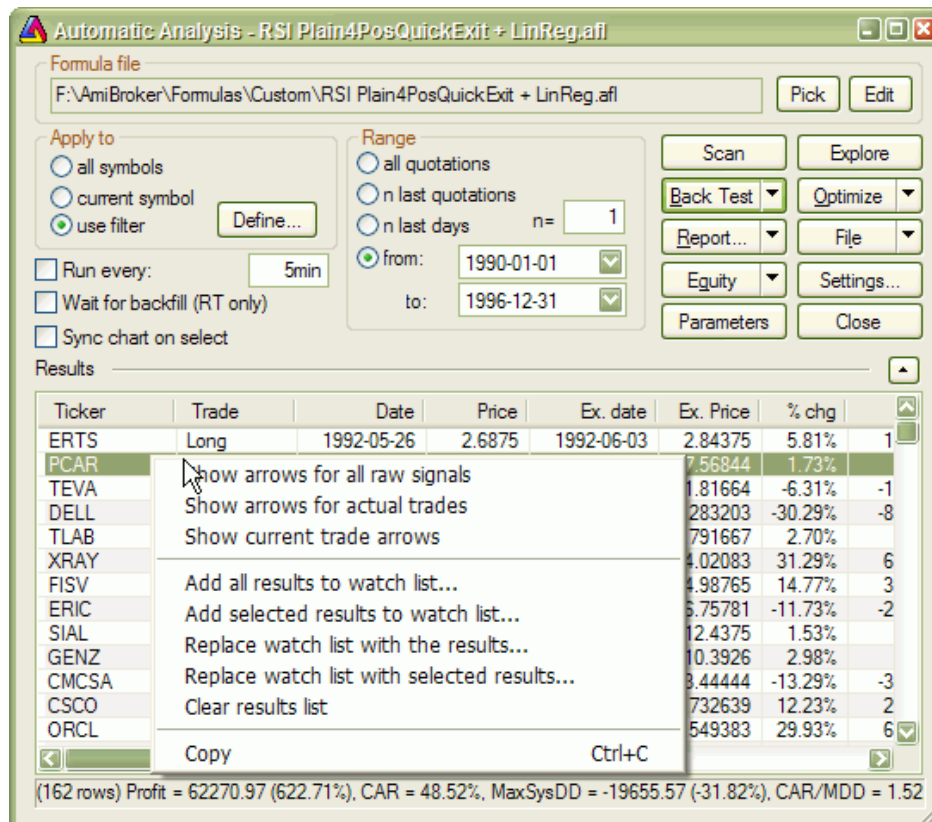 Automatic Analysis - RSI Plain4PosQuickExit + LinReg.afl
Formula file
F:\AmiBroker\Formulas\Custom\RSI Plain4PosQuickExit + LinReg.afl Pick Edit
Apply to Range
all symbols all quotations Scan Explore
current symbol n last quotations Back Test Optimize
use filter Define... n last days n= 1 Report... File
Run every: 5min from: 1990-01-01 Equity Settings...
Wait for backfill (RT only) to: 1996-12-31 Parameters Close
Sync chart on select
Results
Ticker Trade Date Price Ex. date Ex. Price % chg
ERTS Long 1992-05-26 2.6875 1992-06-03 2.84375 5.81% 1
PCAR 7.56844 1.73%
TEVA 1.81664 -6.31% -1
DELL 283203 -30.29% -8
TLAB 791667 2.70%
XRAY 4.02083 31.29% 6
FISV 4.98765 14.77% 3
ERIC 6.75781 -11.73% -2
SIAL 12.4375 1.53%
GENZ 10.3926 2.98%
CMCSA 3.44444 -13.29% -3
CSCO 732639 12.23% 2
ORCL 549383 29.93% 6
Show arrows for all raw signals
Show arrows for actual trades
Show current trade arrows
Add all results to watch list...
Add selected results to watch list...
Replace watch list with the results...
Replace watch list with selected results...
Clear results list
Copy Ctrl+C
(162 rows) Profit = 62270.97 (622.71%), CAR = 48.52%, MaxSysDD = -19655.57 (-31.82%), CAR/MDD = 1.52